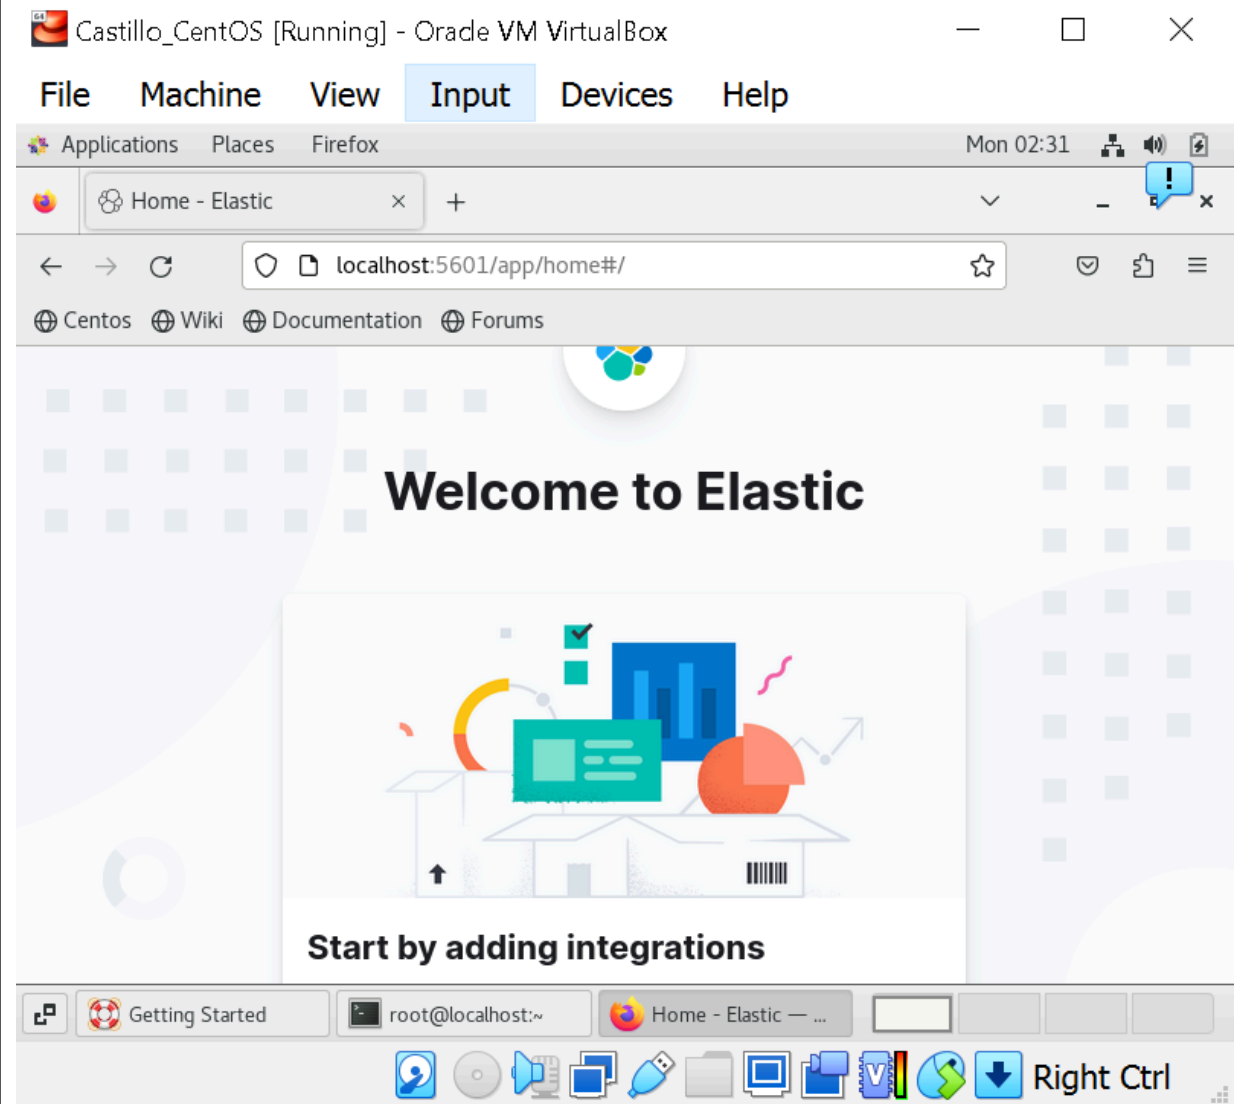 64
Castillo_CentOS [Running] - Oracle VM VirtualBox
File Machine View Input Devices Help
Applications Places Firefox Mon 02:31
Home - Elastic
localhost:5601/app/home#/
Centos Wiki Documentation Forums
Welcome to Elastic
Start by adding integrations
Getting Started root@localhost:~ Home - Elastic — ...
Right Ctrl